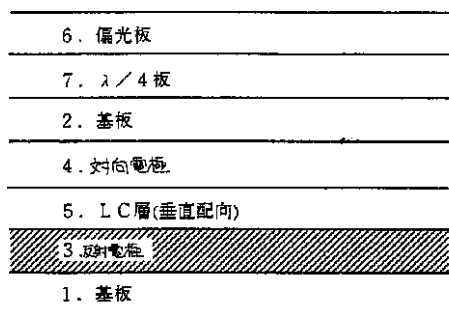 6. 偏光板
7. λ/4板
2. 基板
4. 対向電極
5. LC層(垂直配向)
3. 反射電極
1. 基板